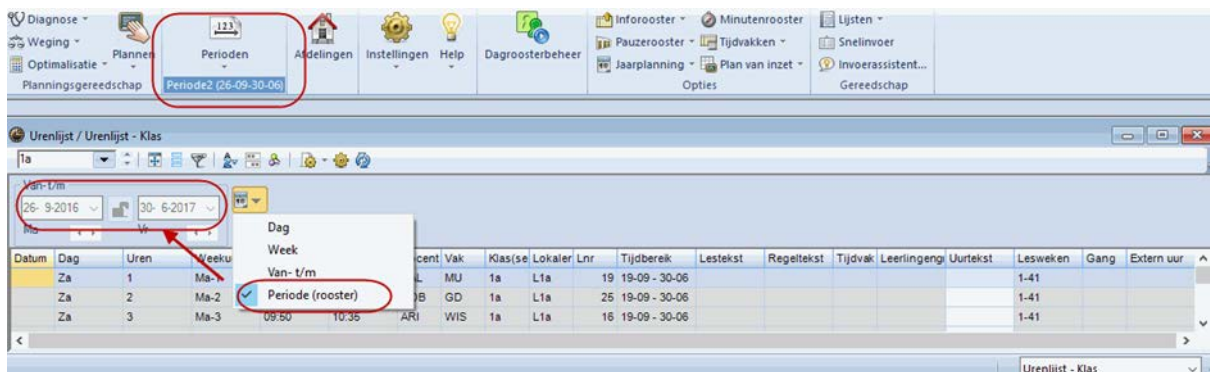 Diagnose
Weging
Optimalisatie
Plannen
Planningsgereedschap
123
Perioden
Periode2 (26-09-30-06)
Afdelingen
Instellingen
Help
Dagroosterbeheer
Inforooster
Minutenrooster
Pauzerooster
Tijdvakken
Jaarplanning
Plan van inzet
Opties
Lijsten
Snelinvoer
Invoerassistent...
Gereedschap
Urenlijst / Urenlijst - Klas
1a
Van- t/m
26- 9-2016 30- 6-2017
Ma Vr
Dag
Week
Van- t/m
Periode (rooster)
Datum Dag Uren Vak Klas(se Lokaler Lnr Tijdbereik Lestekst Regeltekst Tijdvak Leerlingengr Uurtekst Lesweken Gang Extern uur
Za 1 MU 1a L1a 19 19-09 - 30-06 1-41
Za 2 Ma-2 GD 1a L1a 25 19-09 - 30-06 1-41
Za 3 Ma-3 09:50 10:35 ARI WIS 1a L1a 16 19-09 - 30-06 1-41
Urenlijst - Klas